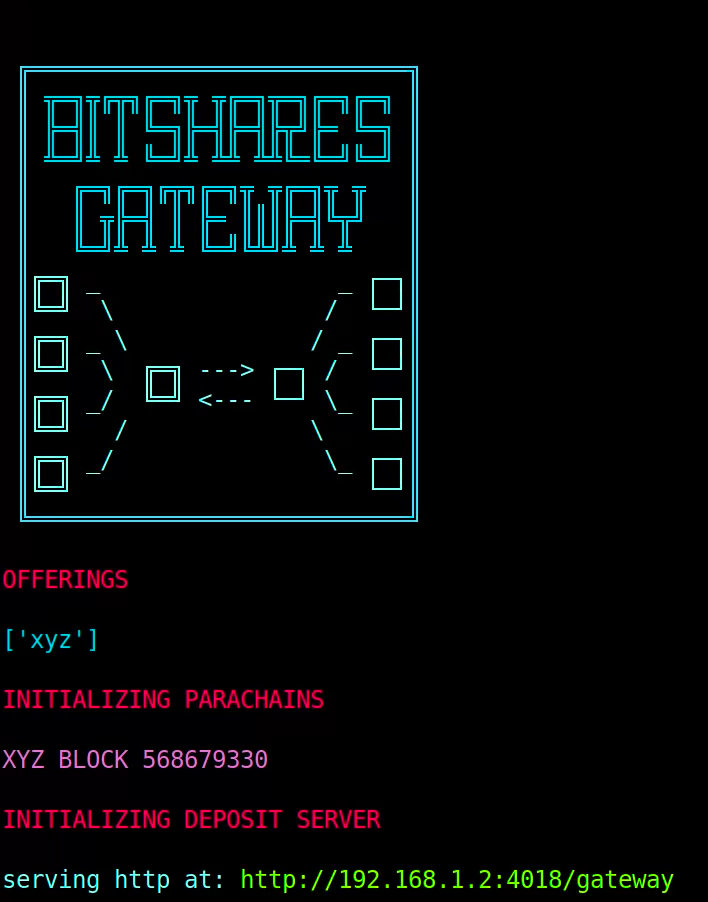 BITSHARES
GATEWAY
--->
<---
OFFERINGS
['xyz']
INITIALIZING PARACHAINS
XYZ BLOCK 568679330
INITIALIZING DEPOSIT SERVER
serving http at: http://192.168.1.2:4018/gateway